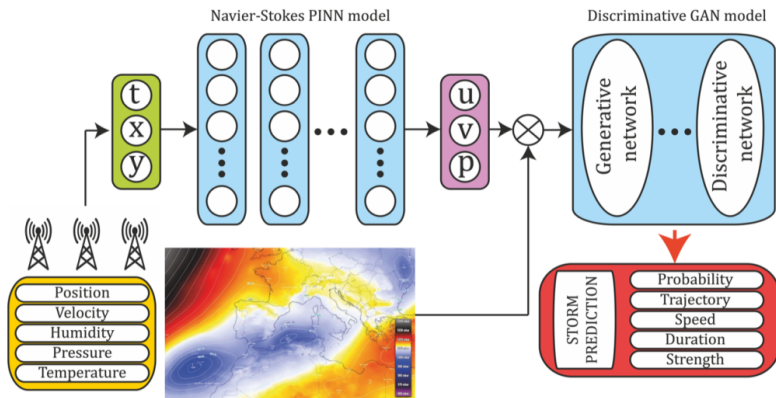 Navier-Stokes PINN model
Discriminative GAN model
t
x
y
u
v
p
Generative
network
Discriminative
network
Position
Velocity
Humidity
Pressure
Temperature
STORM
PREDICTION
Probability
Trajectory
Speed
Duration
Strength